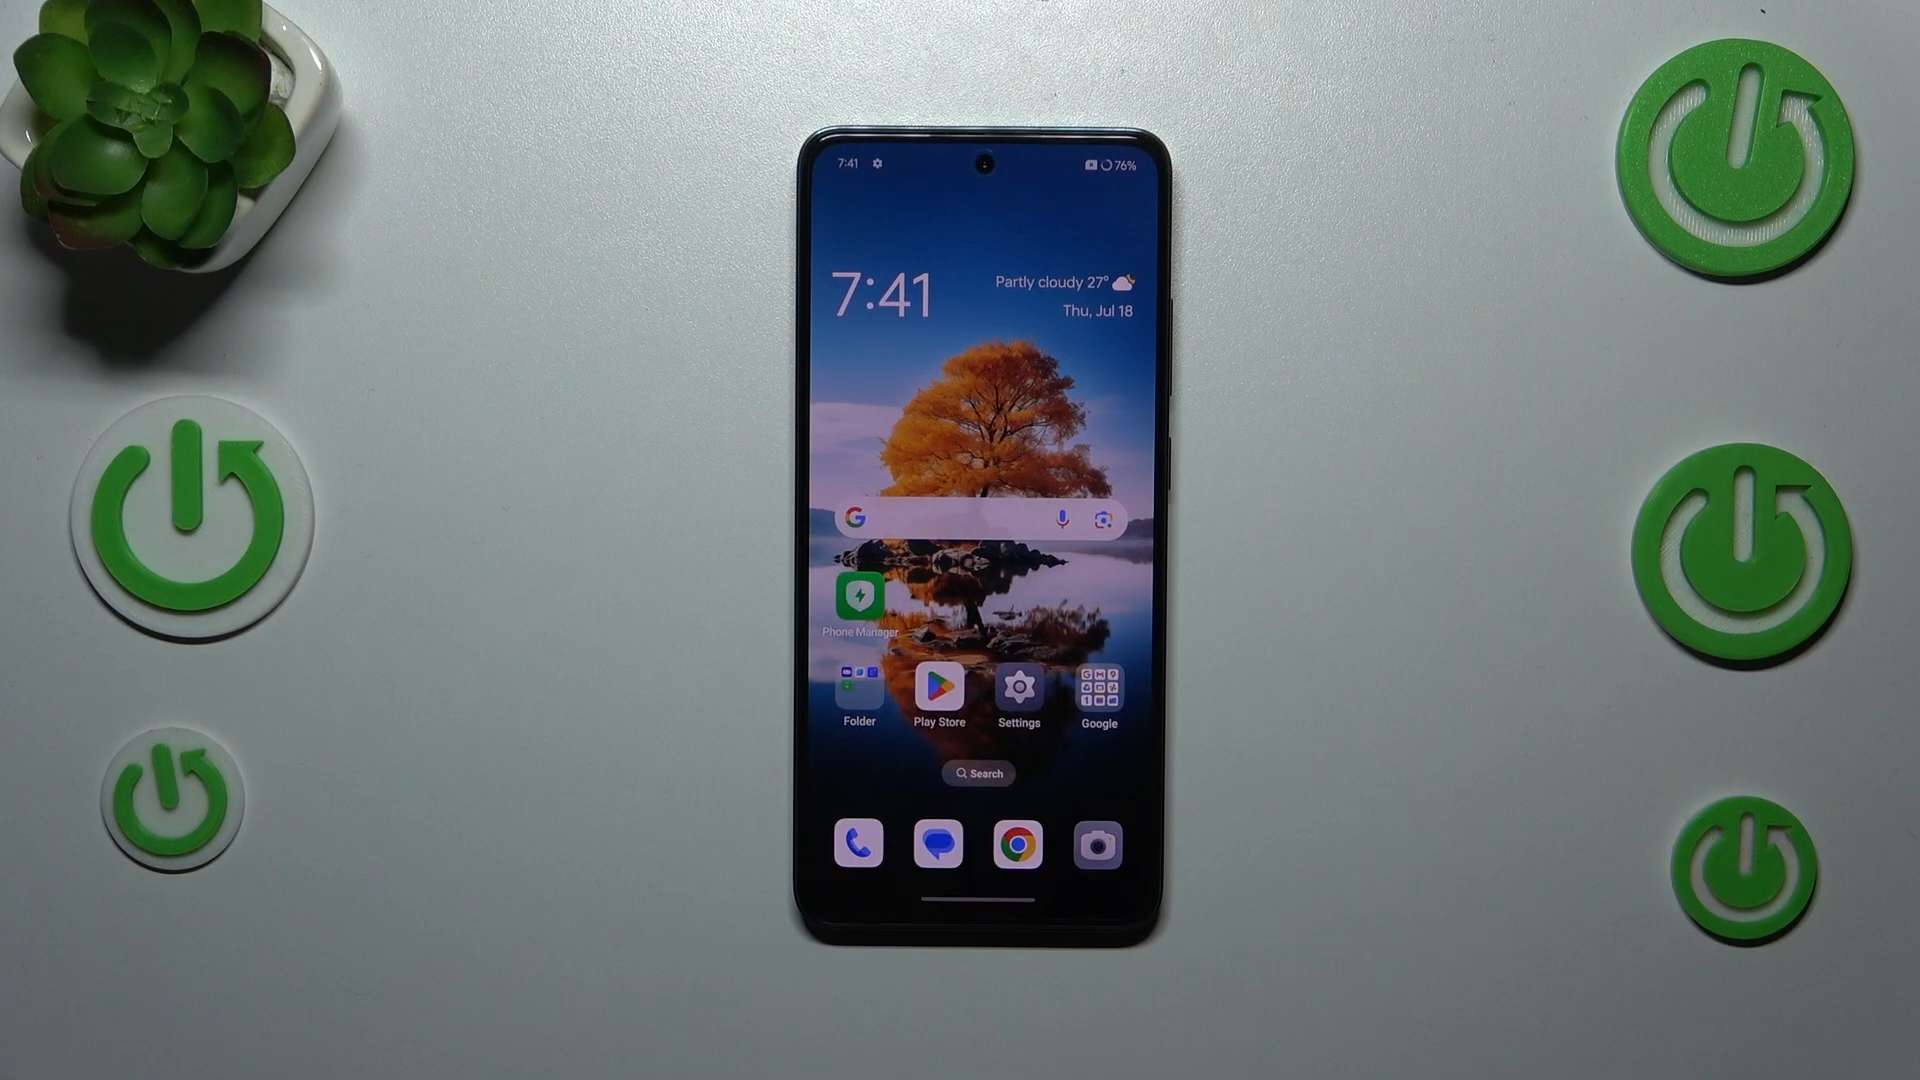 7:41
76%
7:41
Partly cloudy 27°
Thu, Jul 18
Phone Manager
Folder
Play Store
Settings
Google
Search